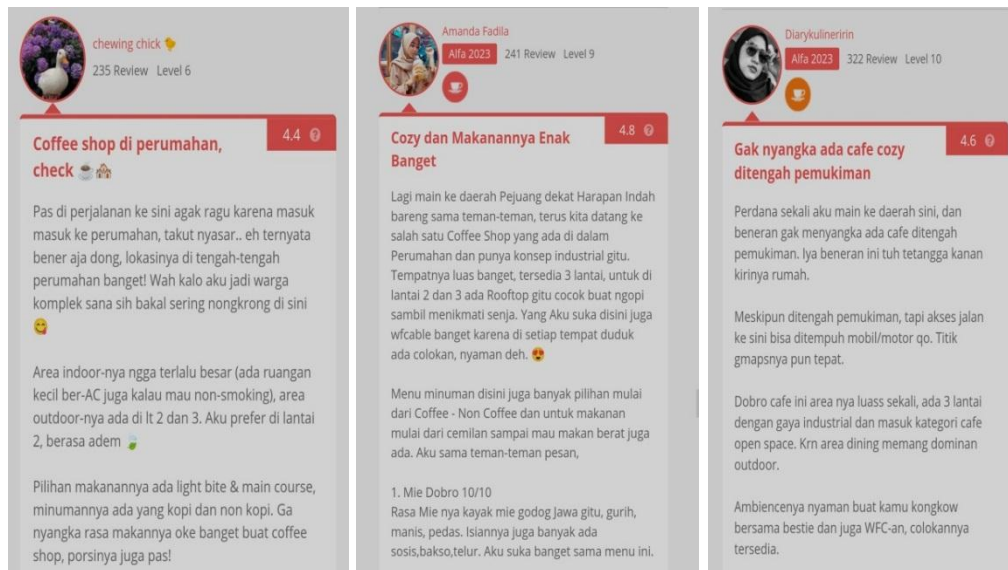 chewing chick 🐤
235 Review Level 6
4.4
Coffee shop di perumahan,
check ☕🏘️
Pas di perjalanan ke sini agak ragu karena masuk
masuk ke perumahan, takut nyasar.. eh ternyata
bener aja dong, lokasinya di tengah-tengah
perumahan banget! Wah kalo aku jadi warga
komplek sana sih bakal sering nongkrong di sini
😋
Area indoor-nya ngga terlalu besar (ada ruangan
kecil ber-AC juga kalau mau non-smoking), area
outdoor-nya ada di lt 2 dan 3. Aku prefer di lantai
2, berasa adem 🍃
Pilihan makanannya ada light bite & main course,
minumannya ada yang kopi dan non kopi. Ga
nyangka rasa makannya oke banget buat coffee
shop, porsinya juga pas!
Amanda Fadila
Alfa 2023 241 Review Level 9
4.8
Cozy dan Makanannya Enak
Banget
Lagi main ke daerah Pejuang dekat Harapan Indah
bareng sama teman-teman, terus kita datang ke
salah satu Coffee Shop yang ada di dalam
Perumahan dan punya konsep industrial gitu.
Tempatnya luas banget, tersedia 3 lantai, untuk di
lantai 2 dan 3 ada Rooftop gitu cocok buat ngopi
sambil menikmati senja. Yang Aku suka disini juga
wfcable banget karena di setiap tempat duduk
ada colokan, nyaman deh. 😍
Menu minuman disini juga banyak pilihan mulai
dari Coffee - Non Coffee dan untuk makanan
mulai dari cemilan sampai mau makan berat juga
ada. Aku sama teman-teman pesan,
1. Mie Dobro 10/10
Rasa Mie nya kayak mie godog Jawa gitu, gurih,
manis, pedas. Isiannya juga banyak ada
sosis,bakso,telur. Aku suka banget sama menu ini.
Diarykulineririn
Alfa 2023 322 Review Level 10
4.6
Gak nyangka ada cafe cozy
ditengah pemukiman
Perdana sekali aku main ke daerah sini, dan
beneran gak menyangka ada cafe ditengah
pemukiman. Iya beneran ini tuh tetangga kanan
kirinya rumah.
Meskipun ditengah pemukiman, tapi akses jalan
ke sini bisa ditempuh mobil/motor qo. Titik
gmapsnya pun tepat.
Dobro cafe ini area nya luass sekali, ada 3 lantai
dengan gaya industrial dan masuk kategori cafe
open space. Krn area dining memang dominan
outdoor.
Ambiencenya nyaman buat kamu kongkow
bersama bestie dan juga WFC-an, colokannya
tersedia.